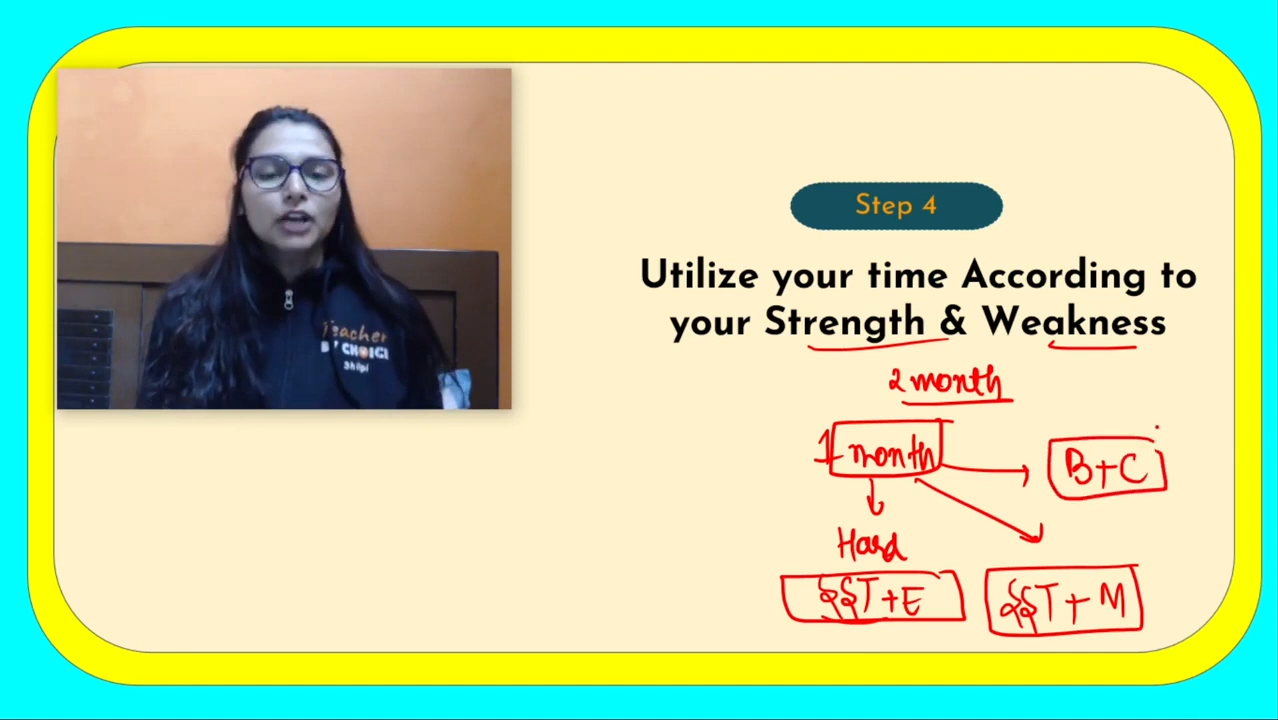 Teacher
BY CHOICE
Shilpi
Step 4
Utilize your time According to
your Strength & Weakness
2 month
1 month
B+C
Hard
SST+E
SST+M